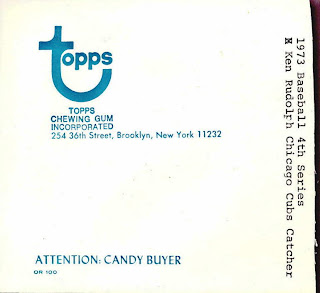 topps
TOPPS
CHEWING GUM
INCORPORATED
254 36th Street, Brooklyn, New York 11232
ATTENTION: CANDY BUYER
OR 100
1973 Baseball 4th Series
X Ken Rudolph Chicago Cubs Catcher